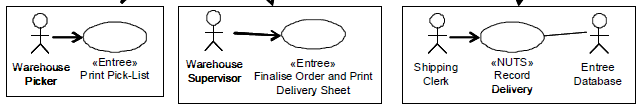 Warehouse
Picker
«Entree»
Print Pick-List
Warehouse
Supervisor
«Entree»
Finalise Order and Print
Delivery Sheet
Shipping
Clerk
«NUTS»
Record
Delivery
Entree
Database